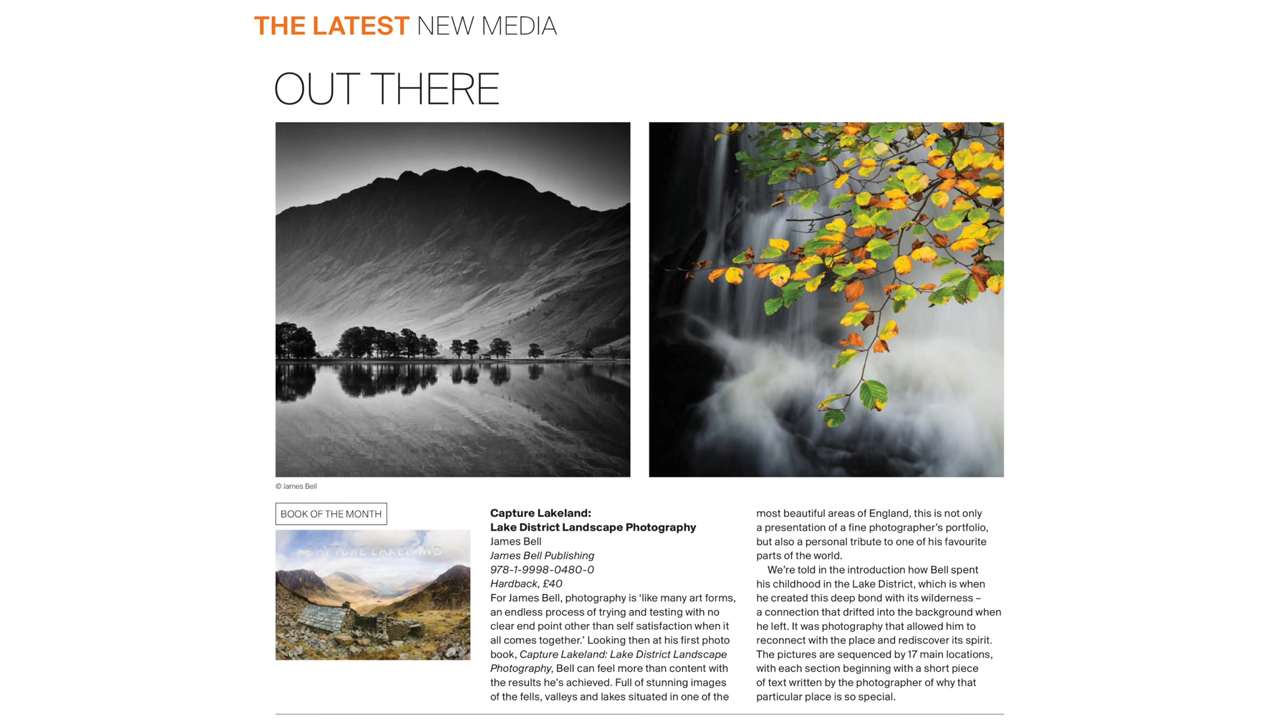 THE LATEST NEW MEDIA
OUT THERE
© James Bell
BOOK OF THE MONTH
CAPTURE LAKELAND
Capture Lakeland:
Lake District Landscape Photography
James Bell
James Bell Publishing
978-1-9998-0480-0
Hardback, £40
For James Bell, photography is ‘like many art forms,
an endless process of trying and testing with no
clear end point other than self satisfaction when it
all comes together.’ Looking then at his first photo
book, Capture Lakeland: Lake District Landscape
Photography, Bell can feel more than content with
the results he’s achieved. Full of stunning images
of the fells, valleys and lakes situated in one of the
most beautiful areas of England, this is not only
a presentation of a fine photographer’s portfolio,
but also a personal tribute to one of his favourite
parts of the world.
We’re told in the introduction how Bell spent
his childhood in the Lake District, which is when
he created this deep bond with its wilderness –
a connection that drifted into the background when
he left. It was photography that allowed him to
reconnect with the place and rediscover its spirit.
The pictures are sequenced by 17 main locations,
with each section beginning with a short piece
of text written by the photographer of why that
particular place is so special.